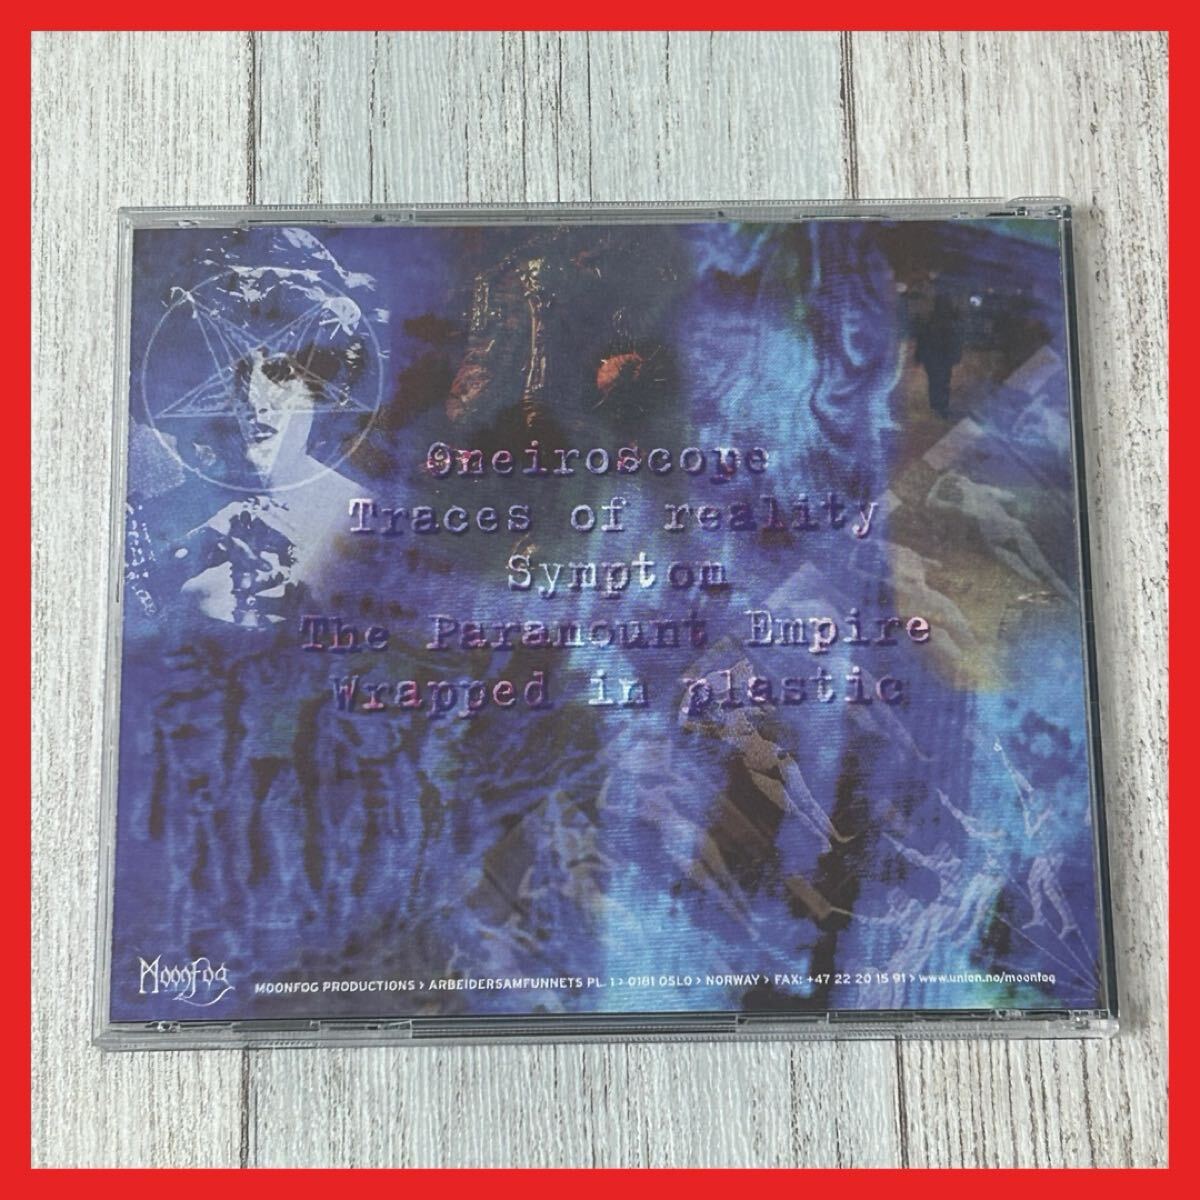 Oneiroscope
Traces of reality
Symptom
The Paramount Empire
Wrapped in plastic
Moonfog
MOONFOG PRODUCTIONS > ARBEIDERSAMFUNNETS PL. 1 > 0181 OSLO > NORWAY > FAX: +47 22 20 15 91 > www.union.no/moonfog